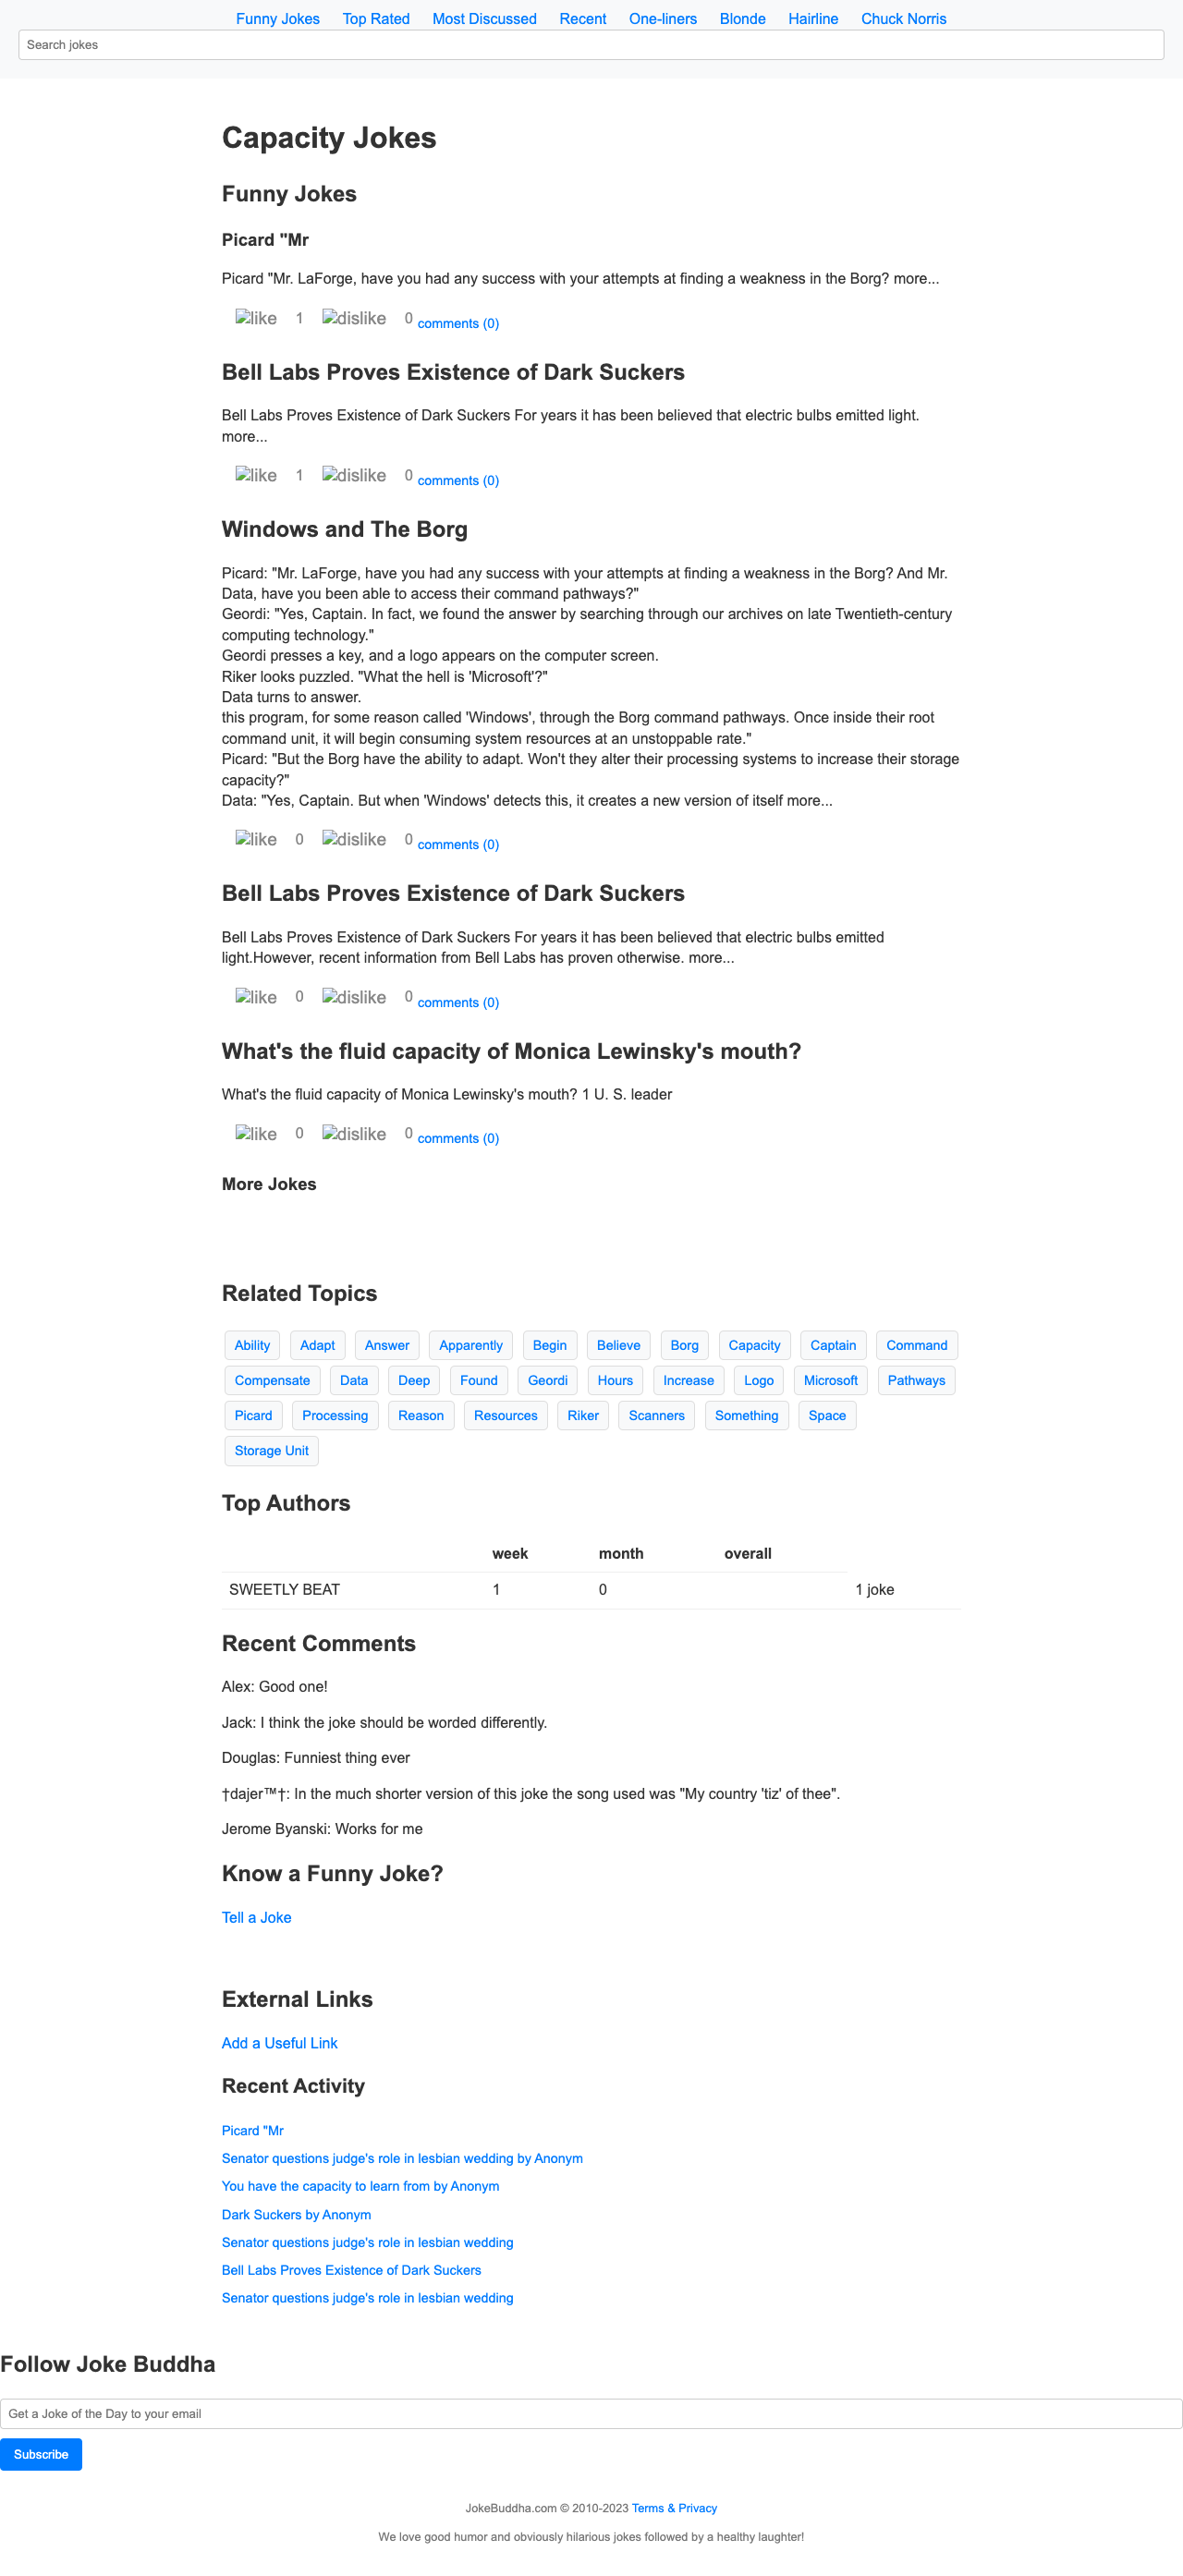 Funny Jokes Top Rated Most Discussed Recent One-liners Blonde Hairline Chuck Norris
Search jokes
Capacity Jokes
Funny Jokes
Picard "Mr
Picard "Mr. LaForge, have you had any success with your attempts at finding a weakness in the Borg? more...
like 1 dislike 0 comments (0)
Bell Labs Proves Existence of Dark Suckers
Bell Labs Proves Existence of Dark Suckers For years it has been believed that electric bulbs emitted light.
more...
like 1 dislike 0 comments (0)
Windows and The Borg
Picard: "Mr. LaForge, have you had any success with your attempts at finding a weakness in the Borg? And Mr.
Data, have you been able to access their command pathways?"
Geordi: "Yes, Captain. In fact, we found the answer by searching through our archives on late Twentieth-century
computing technology."
Geordi presses a key, and a logo appears on the computer screen.
Riker looks puzzled. "What the hell is 'Microsoft'?"
Data turns to answer.
this program, for some reason called 'Windows', through the Borg command pathways. Once inside their root
command unit, it will begin consuming system resources at an unstoppable rate."
Picard: "But the Borg have the ability to adapt. Won't they alter their processing systems to increase their storage
capacity?"
Data: "Yes, Captain. But when 'Windows' detects this, it creates a new version of itself more...
like 0 dislike 0 comments (0)
Bell Labs Proves Existence of Dark Suckers
Bell Labs Proves Existence of Dark Suckers For years it has been believed that electric bulbs emitted
light.However, recent information from Bell Labs has proven otherwise. more...
like 0 dislike 0 comments (0)
What's the fluid capacity of Monica Lewinsky's mouth?
What's the fluid capacity of Monica Lewinsky's mouth? 1 U. S. leader
like 0 dislike 0 comments (0)
More Jokes
Related Topics
Ability Adapt Answer Apparently Begin Believe Borg Capacity Captain Command
Compensate Data Deep Found Geordi Hours Increase Logo Microsoft Pathways
Picard Processing Reason Resources Riker Scanners Something Space
Storage Unit
Top Authors
week month overall
SWEETLY BEAT 1 0 1 joke
Recent Comments
Alex: Good one!
Jack: I think the joke should be worded differently.
Douglas: Funniest thing ever
†dajer™†: In the much shorter version of this joke the song used was "My country 'tiz' of thee".
Jerome Byanski: Works for me
Know a Funny Joke?
Tell a Joke
External Links
Add a Useful Link
Recent Activity
Picard "Mr
Senator questions judge's role in lesbian wedding by Anonym
You have the capacity to learn from by Anonym
Dark Suckers by Anonym
Senator questions judge's role in lesbian wedding
Bell Labs Proves Existence of Dark Suckers
Senator questions judge's role in lesbian wedding
Follow Joke Buddha
Get a Joke of the Day to your email
Subscribe
JokeBuddha.com © 2010-2023 Terms & Privacy
We love good humor and obviously hilarious jokes followed by a healthy laughter!